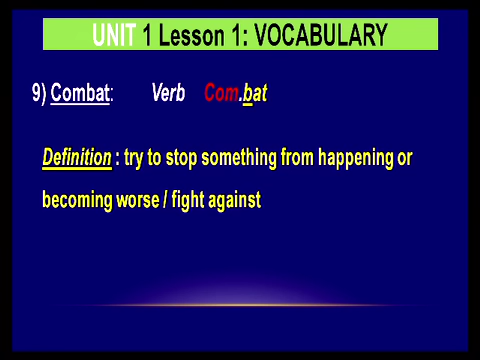 UNIT 1 Lesson 1: VOCABULARY
9) Combat: Verb Com.bat
Definition : try to stop something from happening or
becoming worse / fight against